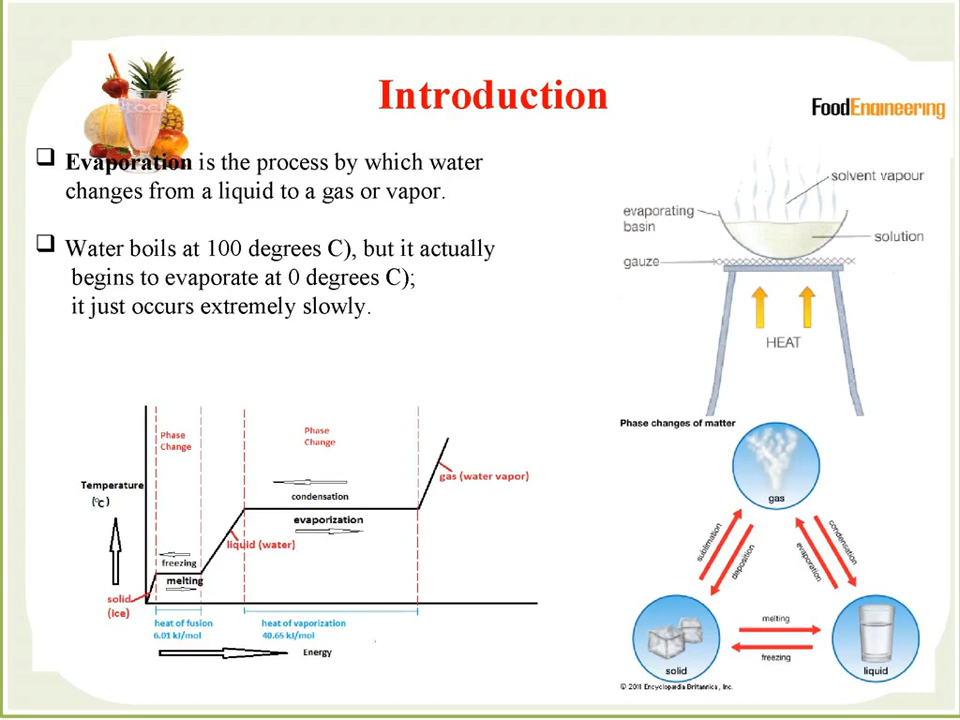 Introduction
FoodEngineering
❑ Evaporation is the process by which water
changes from a liquid to a gas or vapor.
❑ Water boils at 100 degrees C), but it actually
begins to evaporate at 0 degrees C);
it just occurs extremely slowly.
solvent vapour
evaporating
basin
solution
gauze
HEAT
Phase
Change
Phase
Change
gas (water vapor)
Temperature
(°C)
condensation
evaporization
liquid (water)
freezing
melting
solid
(ice)
heat of fusion
6.01 kJ/mol
heat of vaporization
40.65 kJ/mol
Energy
Phase changes of matter
gas
sublimation
deposition
evaporation
condensation
melting
freezing
solid
liquid
© 2011 Encyclopædia Britannica, Inc.